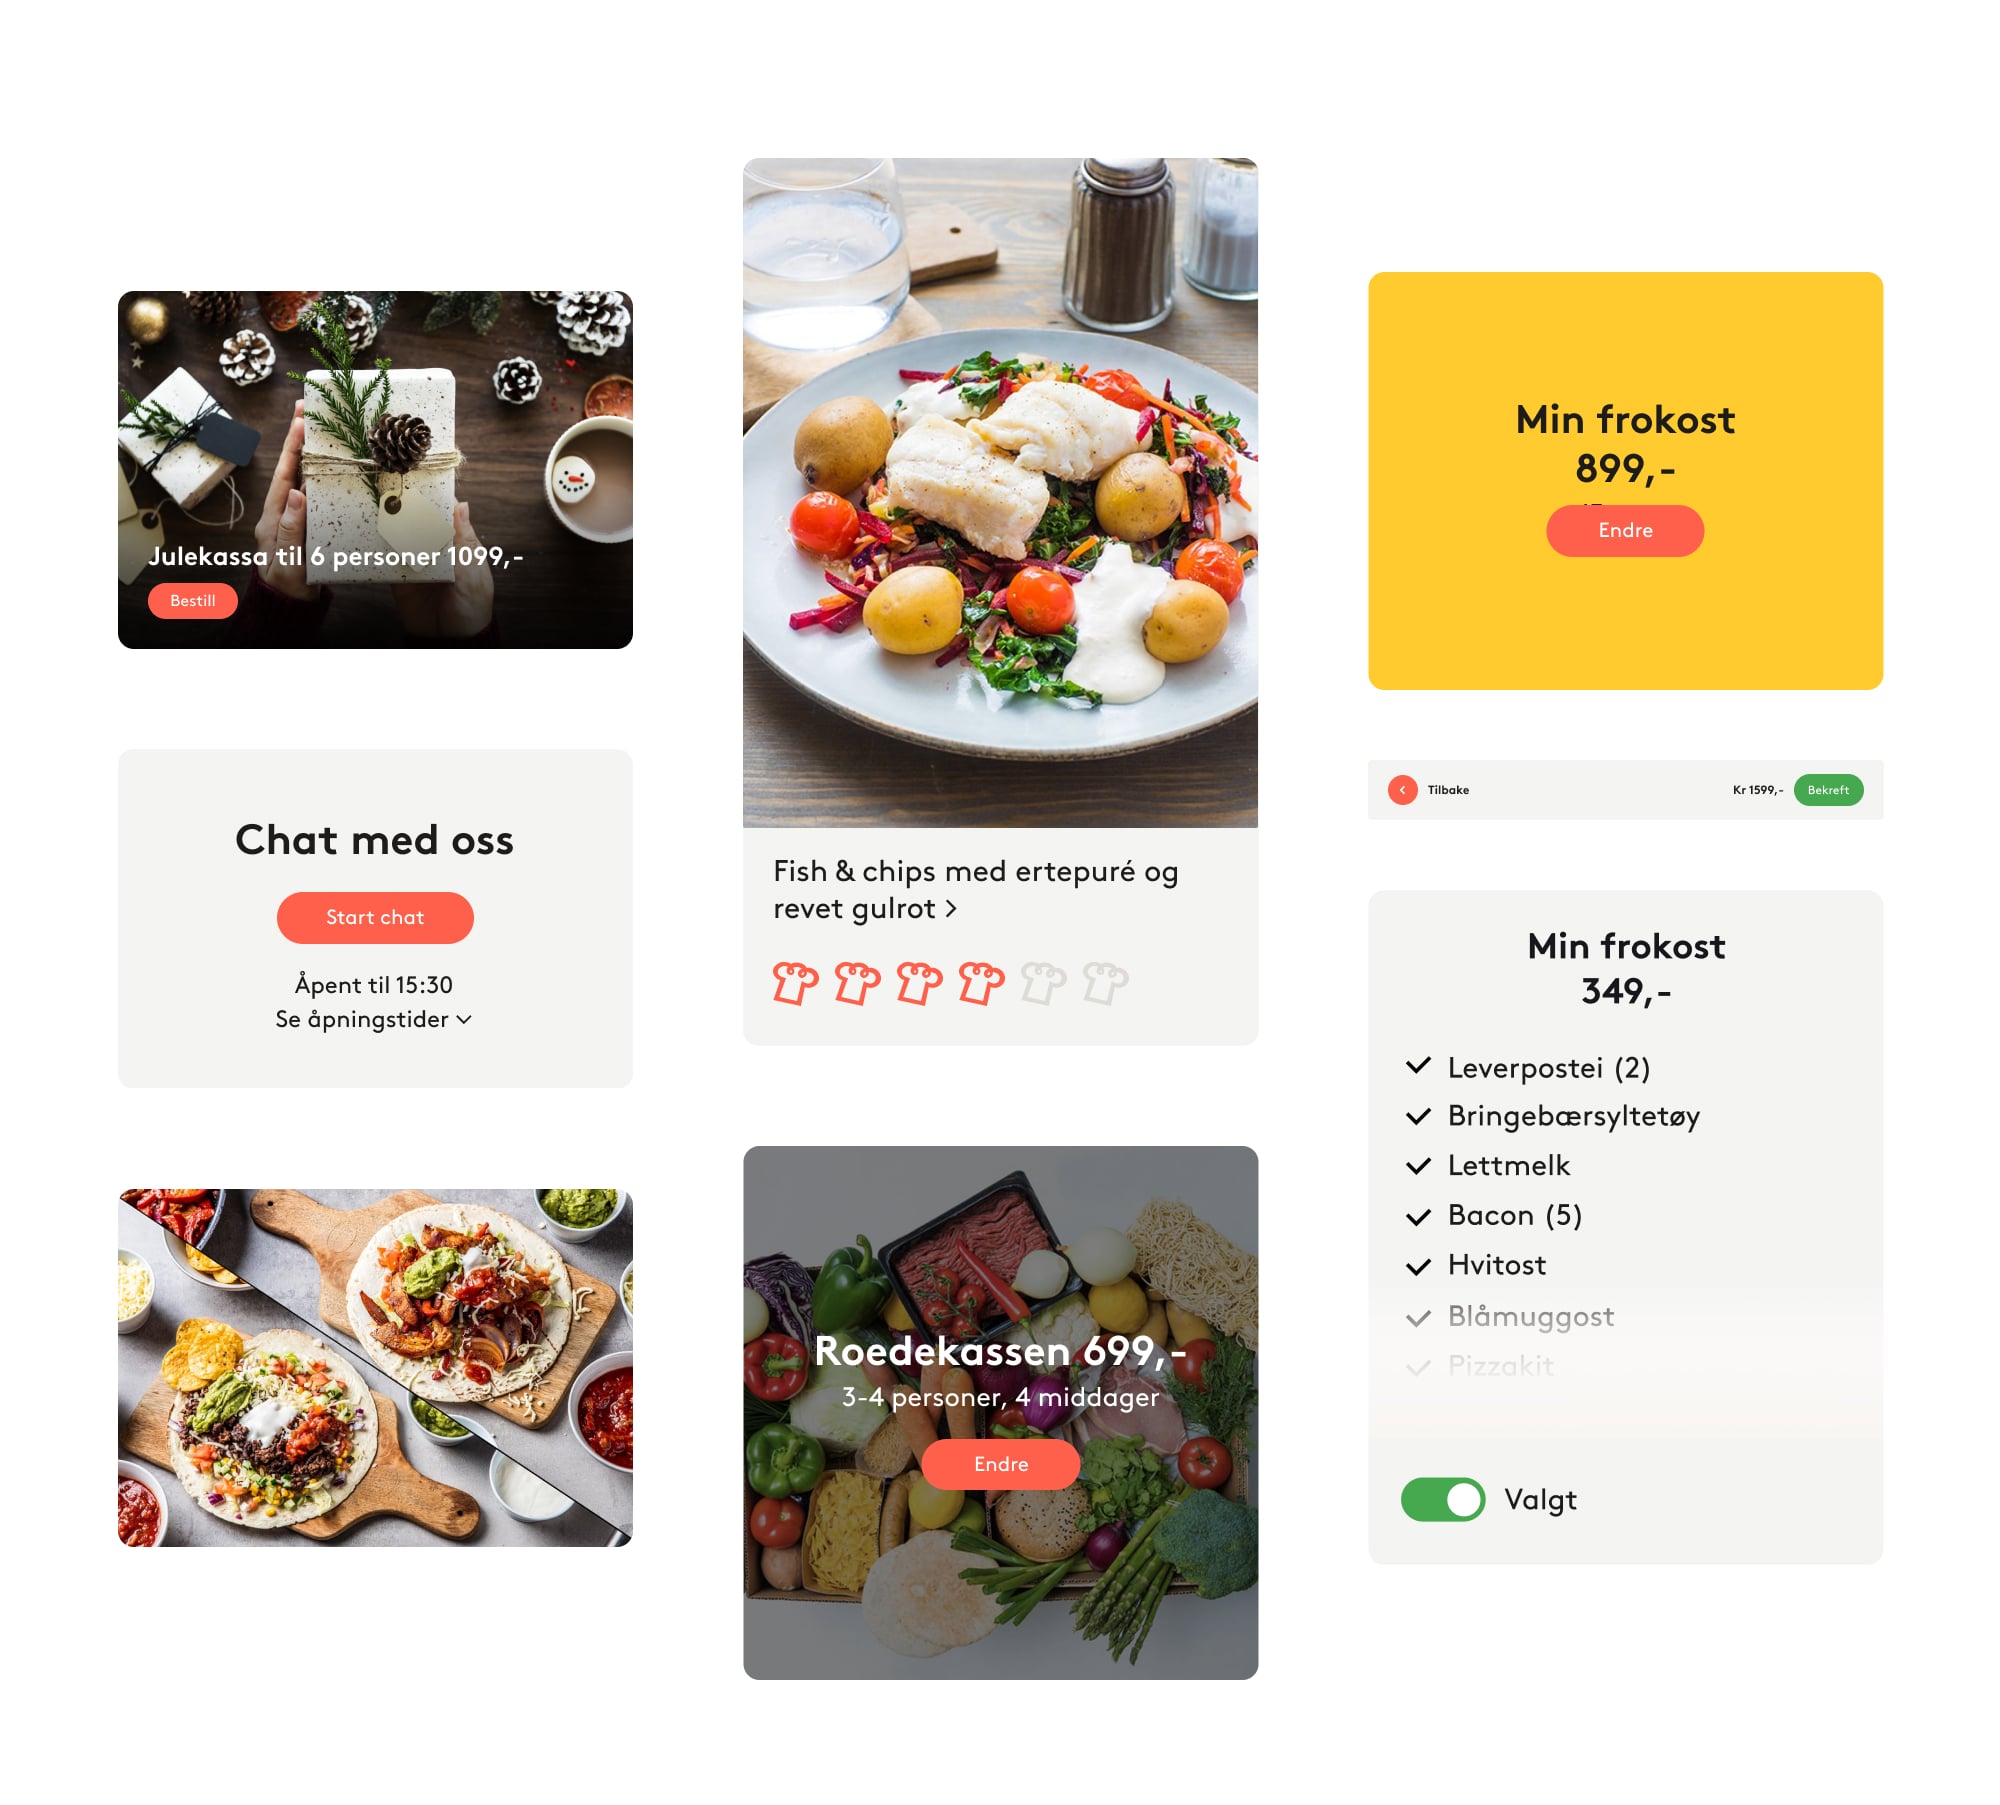 Julekassa til 6 personer 1099,-
Bestill
Chat med oss
Start chat
Åpent til 15:30
Se åpningstider
Fish & chips med ertepuré og
revet gulrot >
Roedekassen 699,-
3-4 personer, 4 middager
Endre
Min frokost
899,-
Endre
Tilbake
Kr 1599,-
Bekreft
Min frokost
349,-
Leverpostei (2)
Bringebærsyltetøy
Lettmelk
Bacon (5)
Hvitost
Blåmuggost
Pizzakit
Valgt